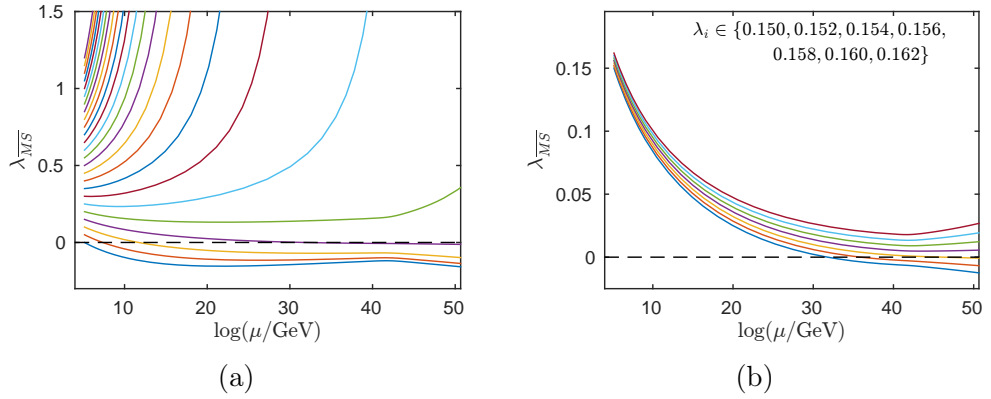 1.5
1
0.5
0
λ_{\overline{MS}}
10 20 30 40 50
log(μ/GeV)
(a)
λ_i ∈ {0.150, 0.152, 0.154, 0.156,
0.158, 0.160, 0.162}
0.15
0.1
0.05
0
λ_{\overline{MS}}
10 20 30 40 50
log(μ/GeV)
(b)